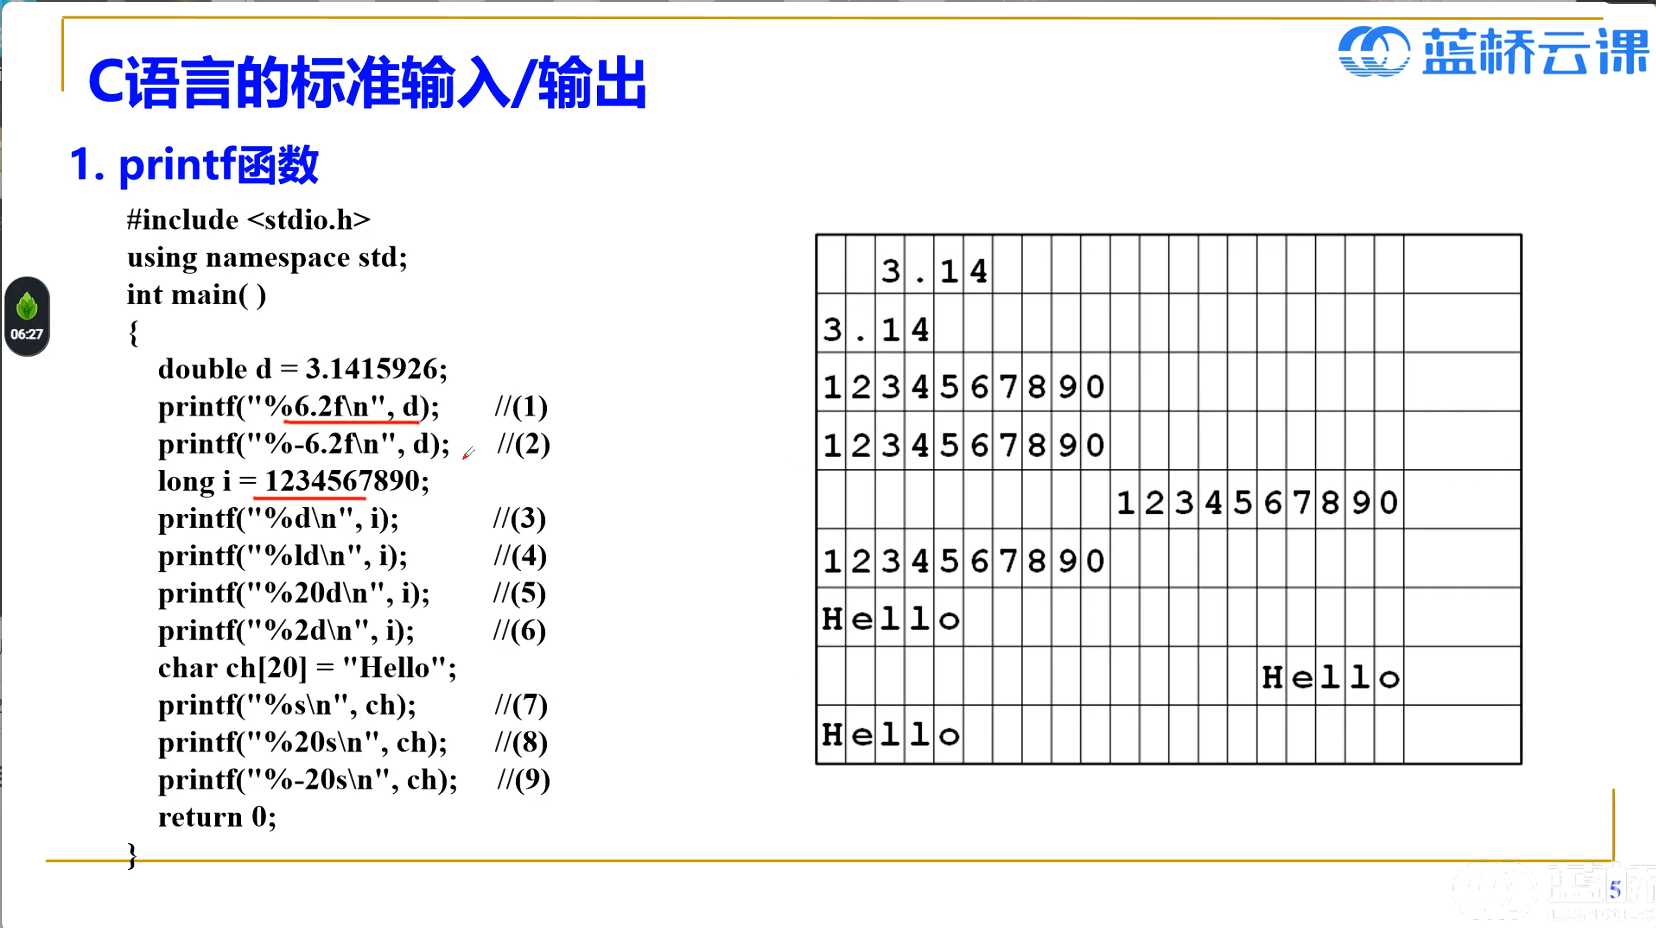 蓝桥云课
C语言的标准输入/输出
1. printf函数
#include <stdio.h>
using namespace std;
int main( )
{
double d = 3.1415926;
printf("%6.2f\n", d); //(1)
printf("%-6.2f\n", d); //(2)
long i = 1234567890;
printf("%d\n", i); //(3)
printf("%ld\n", i); //(4)
printf("%20d\n", i); //(5)
printf("%2d\n", i); //(6)
char ch[20] = "Hello";
printf("%s\n", ch); //(7)
printf("%20s\n", ch); //(8)
printf("%-20s\n", ch); //(9)
return 0;
}
06:27
3.14
3.14
1234567890
1234567890
1234567890
1234567890
Hello
Hello
Hello
5